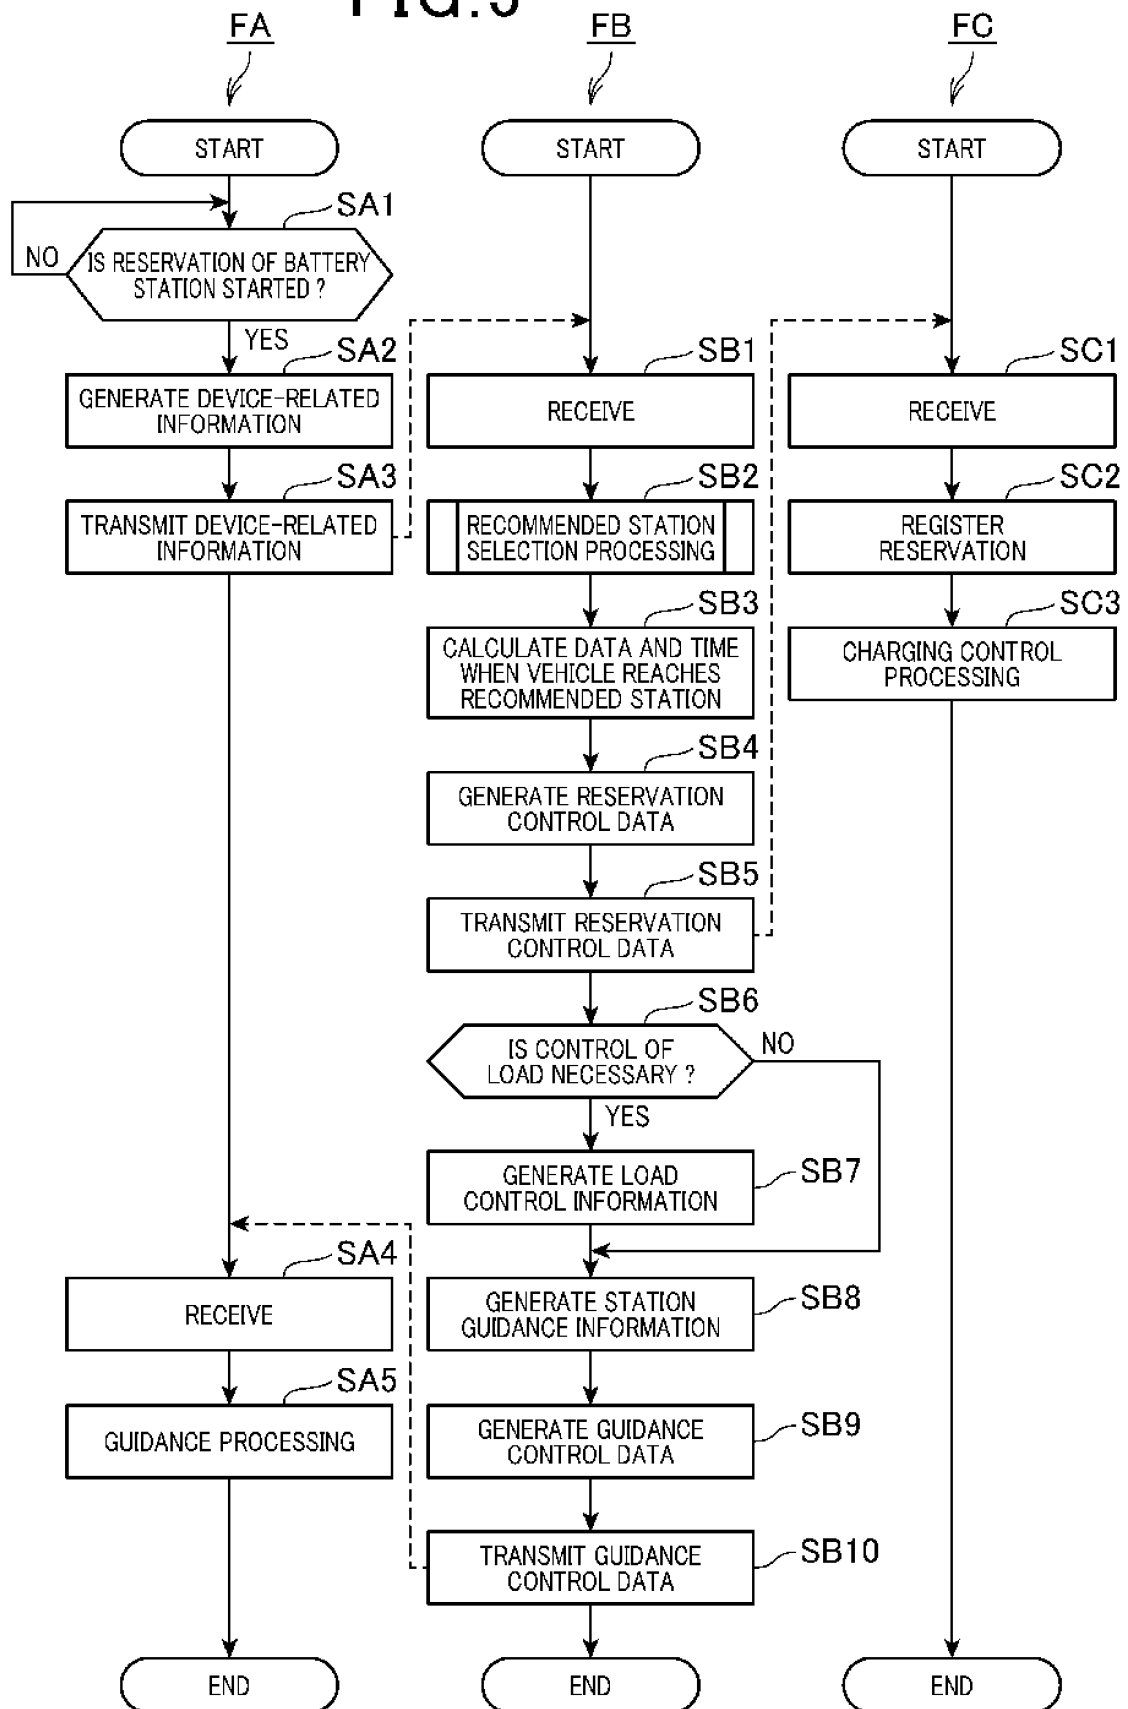 FA
START
SA1
NO
IS RESERVATION OF BATTERY
STATION STARTED ?
YES
SA2
GENERATE DEVICE-RELATED
INFORMATION
SA3
TRANSMIT DEVICE-RELATED
INFORMATION
SA4
RECEIVE
SA5
GUIDANCE PROCESSING
END
FB
START
SB1
RECEIVE
SB2
RECOMMENDED STATION
SELECTION PROCESSING
SB3
CALCULATE DATA AND TIME
WHEN VEHICLE REACHES
RECOMMENDED STATION
SB4
GENERATE RESERVATION
CONTROL DATA
SB5
TRANSMIT RESERVATION
CONTROL DATA
SB6
IS CONTROL OF
LOAD NECESSARY ?
NO
YES
GENERATE LOAD
CONTROL INFORMATION
SB7
GENERATE STATION
GUIDANCE INFORMATION
SB8
GENERATE GUIDANCE
CONTROL DATA
SB9
TRANSMIT GUIDANCE
CONTROL DATA
SB10
END
FC
START
SC1
RECEIVE
SC2
REGISTER
RESERVATION
SC3
CHARGING CONTROL
PROCESSING
END